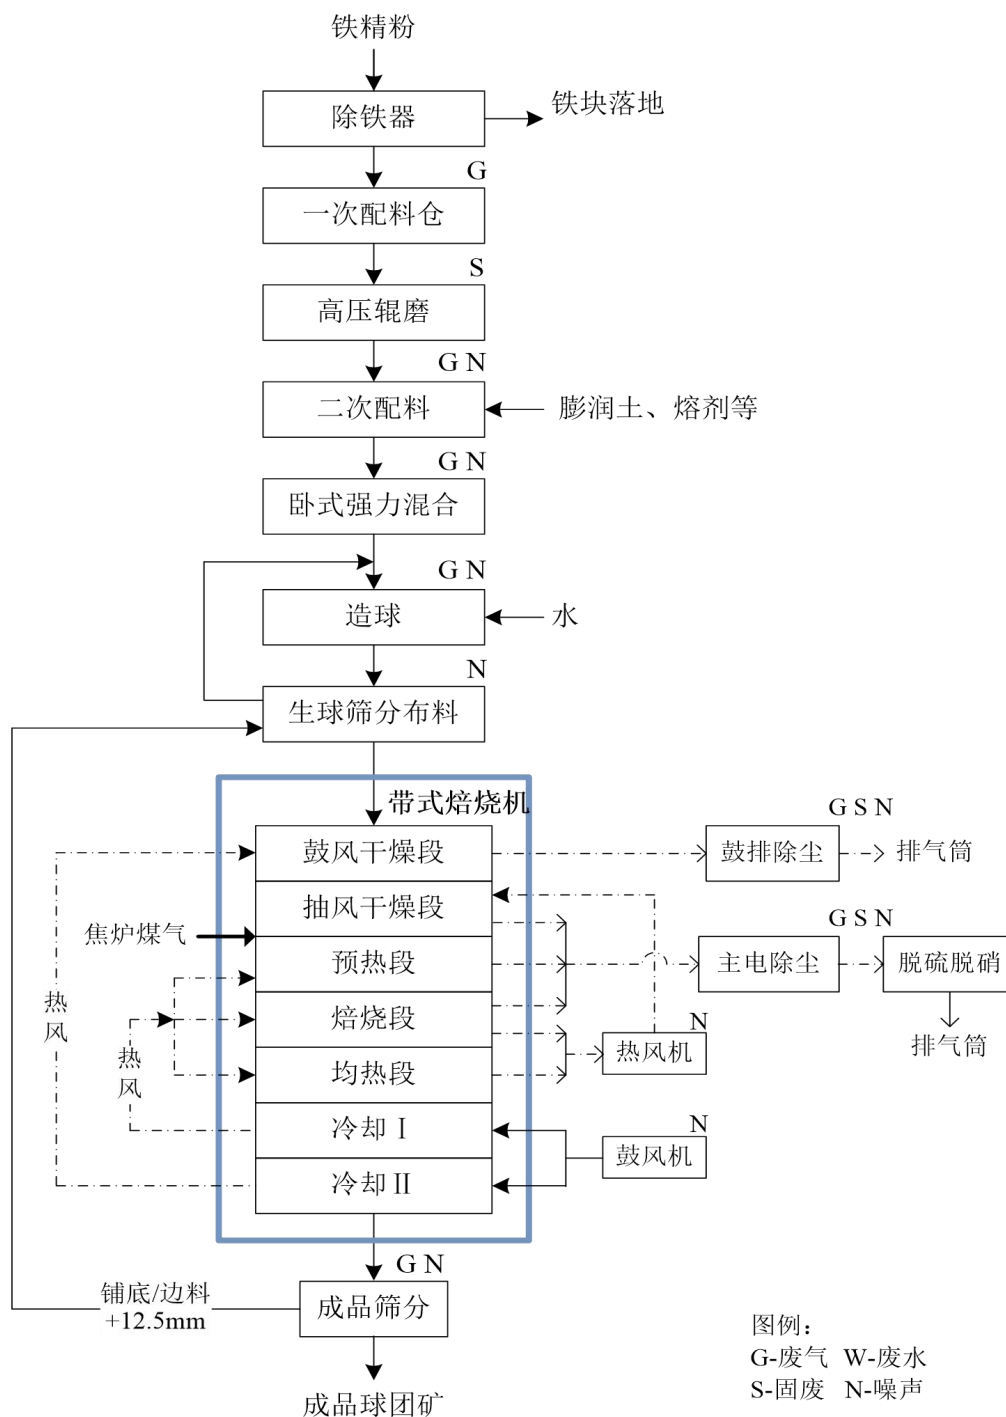 铁精粉
除铁器
铁块落地
G
一次配料仓
S
高压辊磨
G N
二次配料
膨润土、熔剂等
G N
卧式强力混合
G N
造球
水
N
生球筛分布料
带式焙烧机
G S N
鼓风干燥段
鼓排除尘
排气筒
抽风干燥段
G S N
焦炉煤气
预热段
主电除尘
脱硫脱硝
热
风
焙烧段
N
热风机
排气筒
热
风
均热段
冷却Ⅰ
N
鼓风机
冷却Ⅱ
G N
铺底/边料
+12.5mm
成品筛分
成品球团矿
图例：
G-废气 W-废水
S-固废 N-噪声